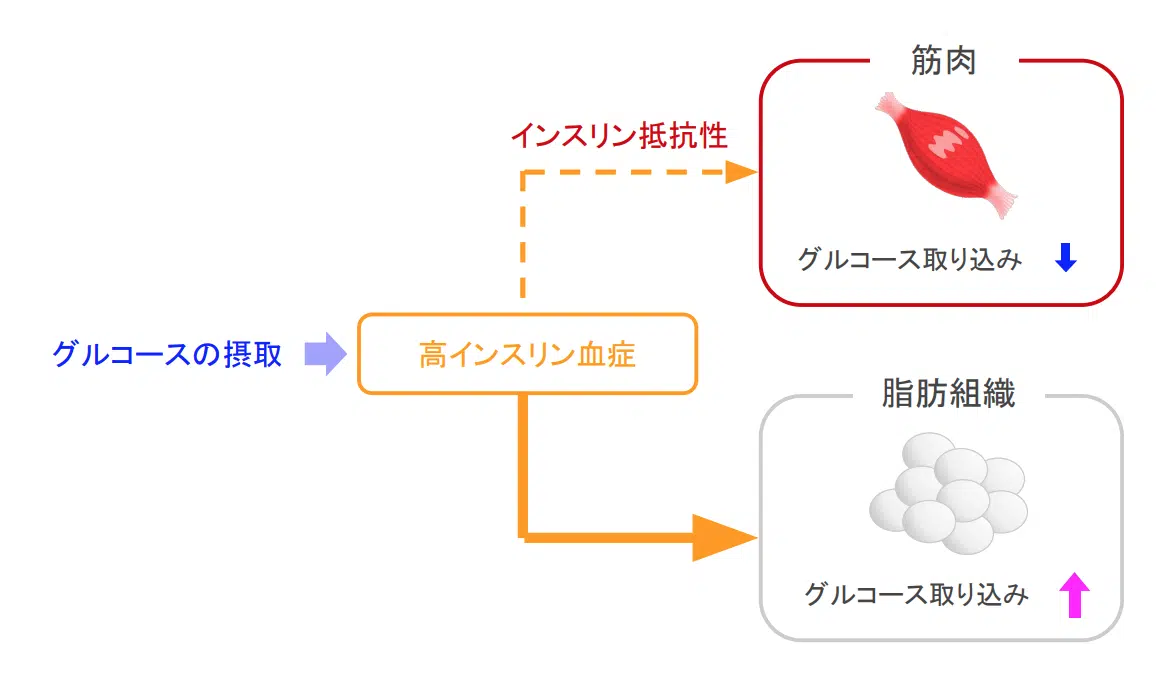 筋肉
インスリン抵抗性
グルコース取り込み
グルコースの摂取
高インスリン血症
脂肪組織
グルコース取り込み